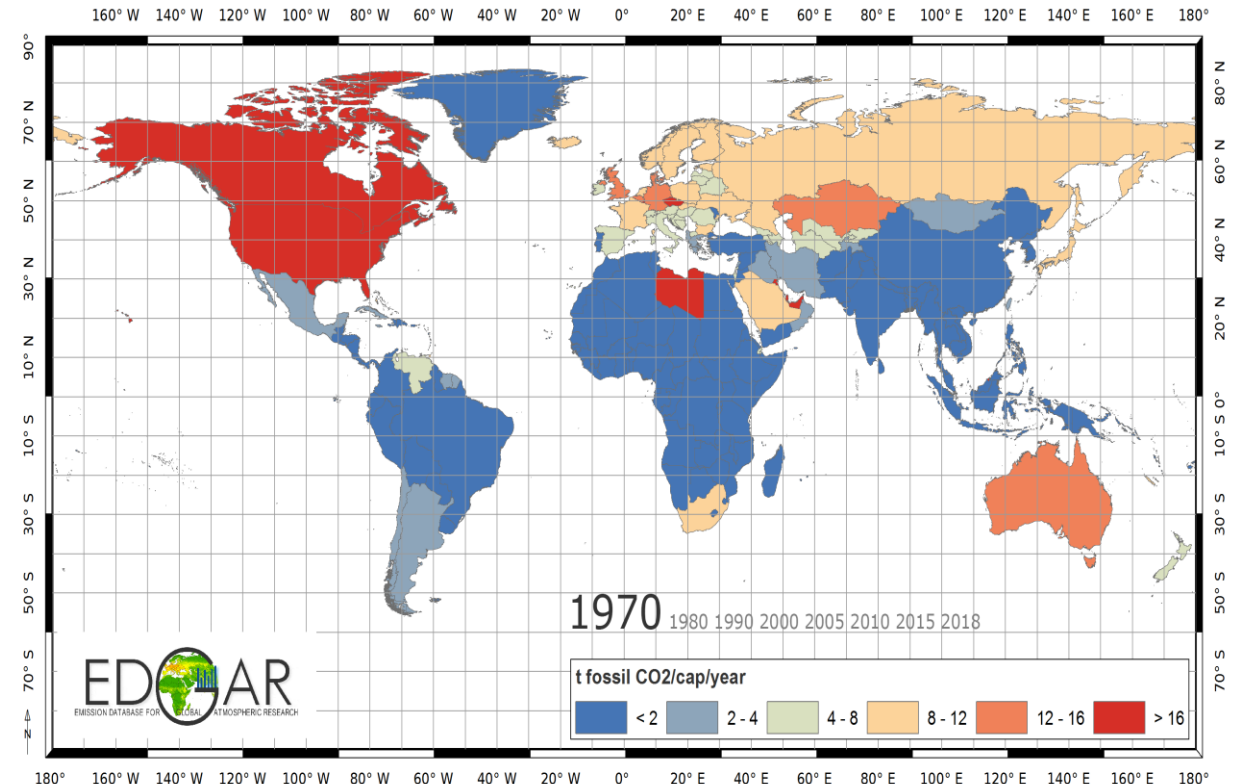 160° W 140° W 120° W 100° W 80° W 60° W 40° W 20° W 0° 20° E 40° E 60° E 80° E 100° E 120° E 140° E 160° E 180°
90°
80° N
70° N
60° N
50° N
40° N
30° N
20° N
10° N
0°
10° S
10° S
30° S
30° S
50° S
50° S
70° S
70° S
1970 1980 1990 2000 2005 2010 2015 2018
EDGAR
EMISSION DATABASE FOR GLOBAL ATMOSPHERIC RESEARCH
t fossil CO2/cap/year
< 2 2 - 4 4 - 8 8 - 12 12 - 16 > 16
N
180° 160° W 140° W 120° W 100° W 80° W 60° W 40° W 20° W 0° 20° E 40° E 60° E 80° E 100° E 120° E 140° E 160° E 180°